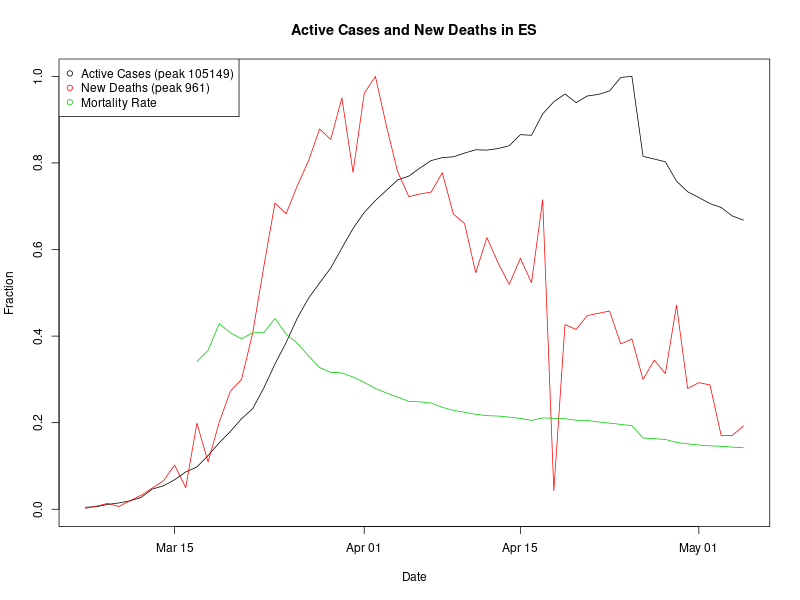 Active Cases and New Deaths in ES
Active Cases (peak 105149)
New Deaths (peak 961)
Mortality Rate
1.0
0.8
0.6
0.4
0.2
0.0
Fraction
Mar 15
Apr 01
Apr 15
May 01
Date